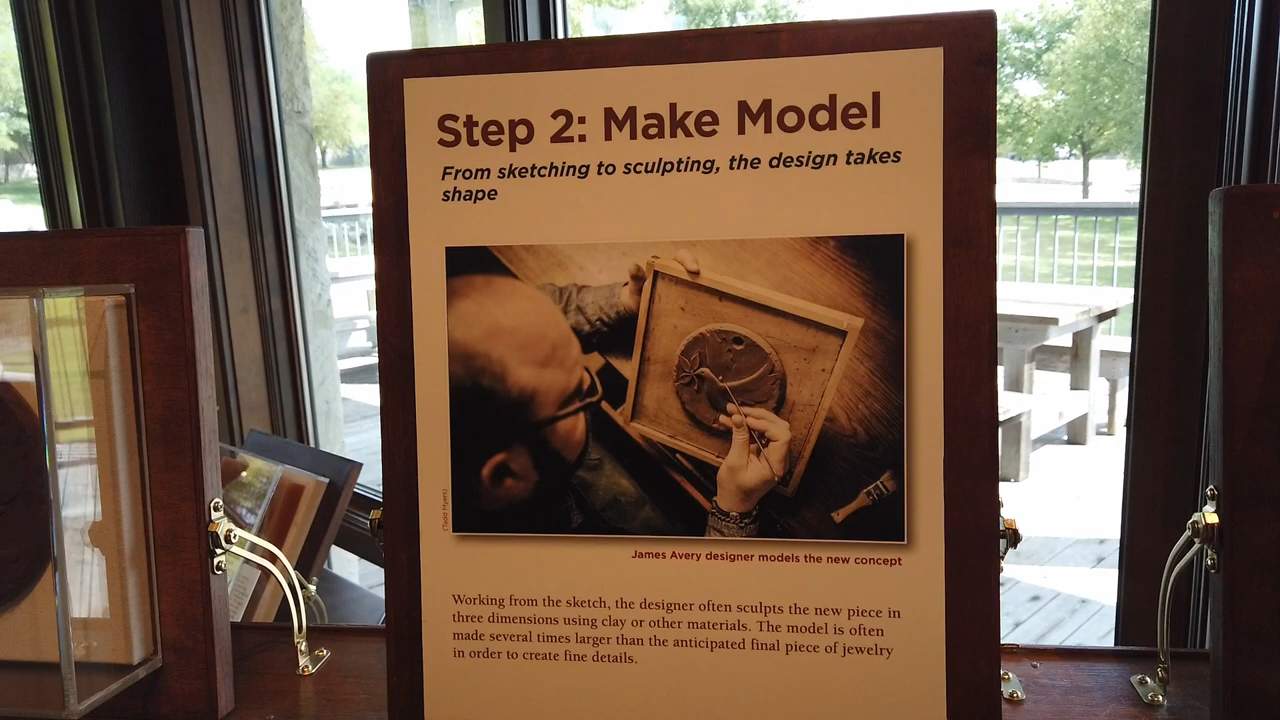 Step 2: Make Model
From sketching to sculpting, the design takes
shape
(Tadd Myers)
James Avery designer models the new concept
Working from the sketch, the designer often sculpts the new piece in
three dimensions using clay or other materials. The model is often
made several times larger than the anticipated final piece of jewelry
in order to create fine details.